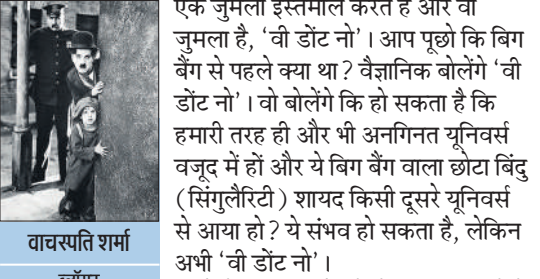 एक जुमला इस्तेमाल करते हैं और वो
जुमला है, ‘वी डोंट नो’। आप पूछो कि बिग
बैंग से पहले क्या था? वैज्ञानिक बोलेंगे ‘वी
डोंट नो’। वो बोलेंगे कि हो सकता है कि
हमारी तरह ही और भी अनगिनत यूनिवर्स
वजूद में हों और ये बिग बैंग वाला छोटा बिंदु
(सिंगुलैरिटी) शायद किसी दूसरे यूनिवर्स
से आया हो? ये संभव हो सकता है, लेकिन
अभी ‘वी डोंट नो’।
वाचस्पति शर्मा